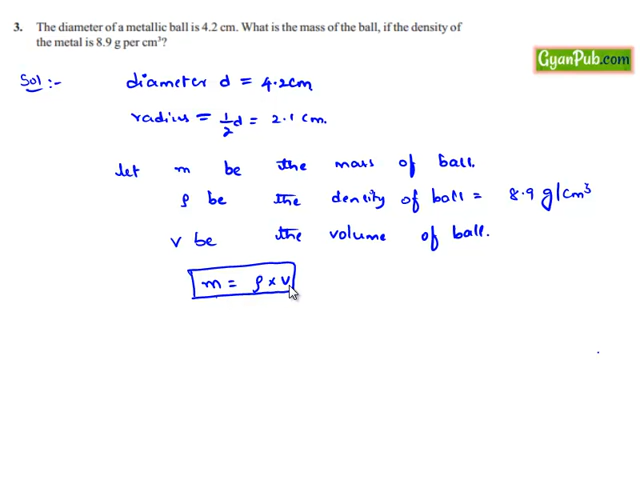 3. The diameter of a metallic ball is 4.2 cm. What is the mass of the ball, if the density of
the metal is 8.9 g per cm³?
GyanPub.com
Sol :- diameter d = 4.2cm
radius = 1/2 d = 2.1 cm.
let m be the mass of ball.
ρ be the density of ball = 8.9 g/cm³
v be the volume of ball.
m = ρ × v